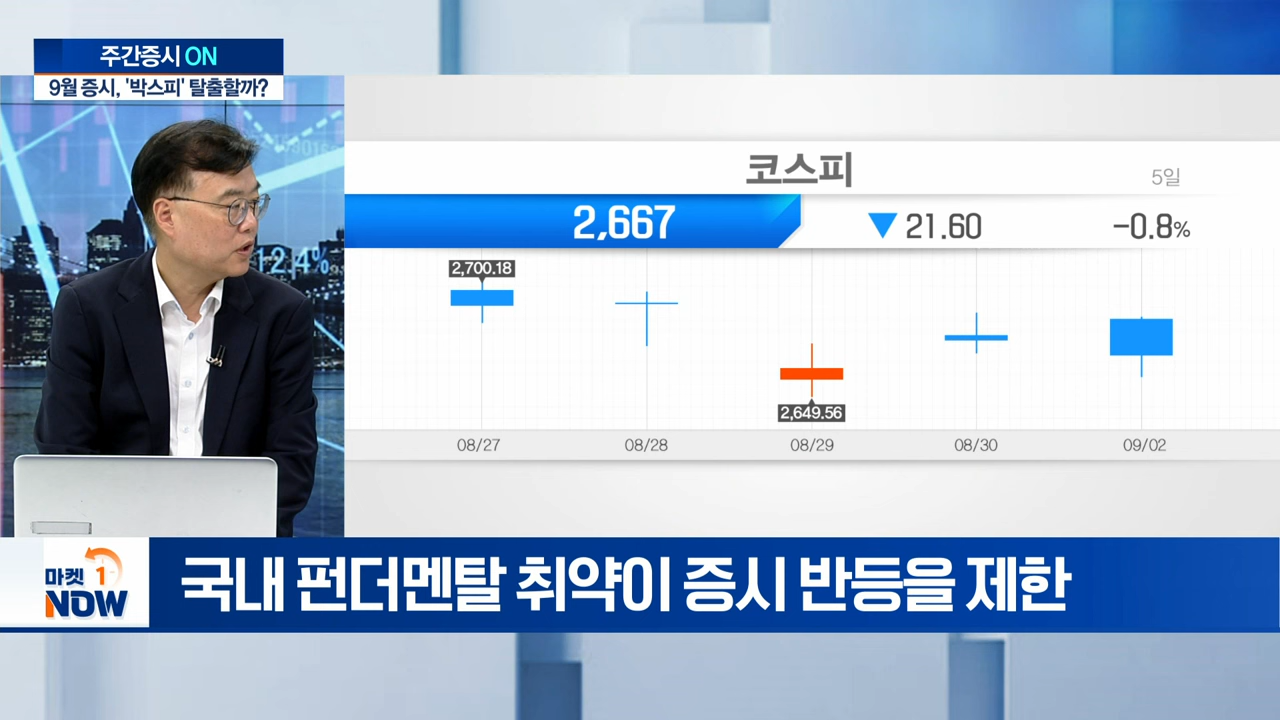 주간증시 ON
9월 증시, '박스피' 탈출할까?
12.4%
코스피
5일
2,667
▼ 21.60
-0.8%
2,700.18
2,649.56
08/27
08/28
08/29
08/30
09/02
마켓 1
NOW
국내 펀더멘탈 취약이 증시 반등을 제한